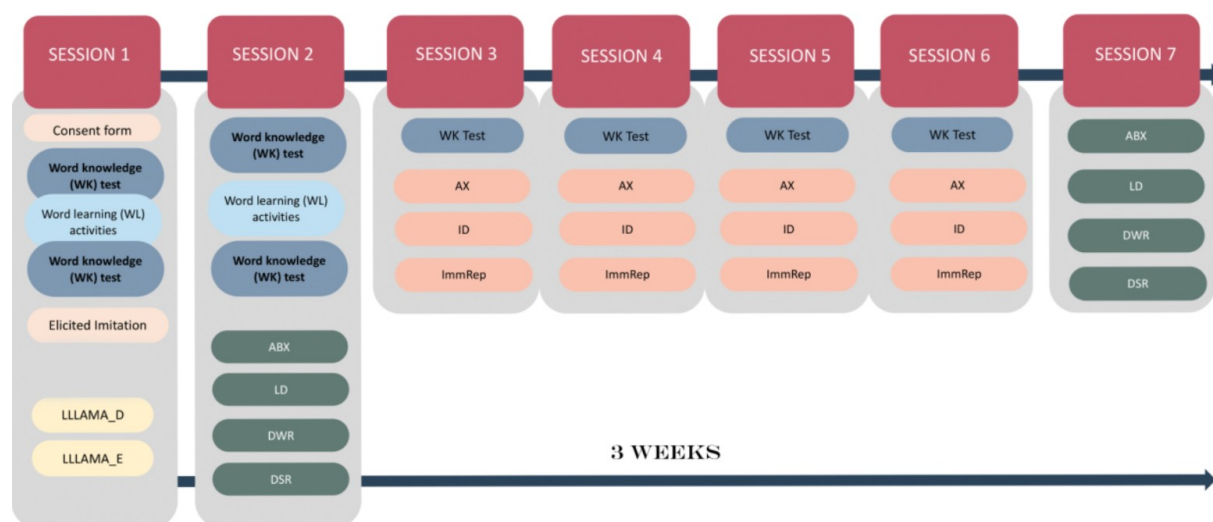 SESSION 1
Consent form
Word knowledge
(WK) test
Word learning (WL)
activities
Word knowledge
(WK) test
Elicited Imitation
LLLAMA_D
LLLAMA_E
SESSION 2
Word knowledge
(WK) test
Word learning (WL)
activities
Word knowledge
(WK) test
ABX
LD
DWR
DSR
SESSION 3
WK Test
AX
ID
ImmRep
SESSION 4
WK Test
AX
ID
ImmRep
SESSION 5
WK Test
AX
ID
ImmRep
SESSION 6
WK Test
AX
ID
ImmRep
SESSION 7
ABX
LD
DWR
DSR
3 WEEKS